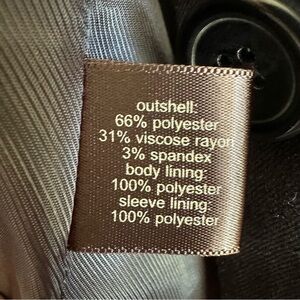 outshell:
66% polyester
31% viscose rayon
3% spandex
body lining:
100% polyester
sleeve lining:
100% polyester